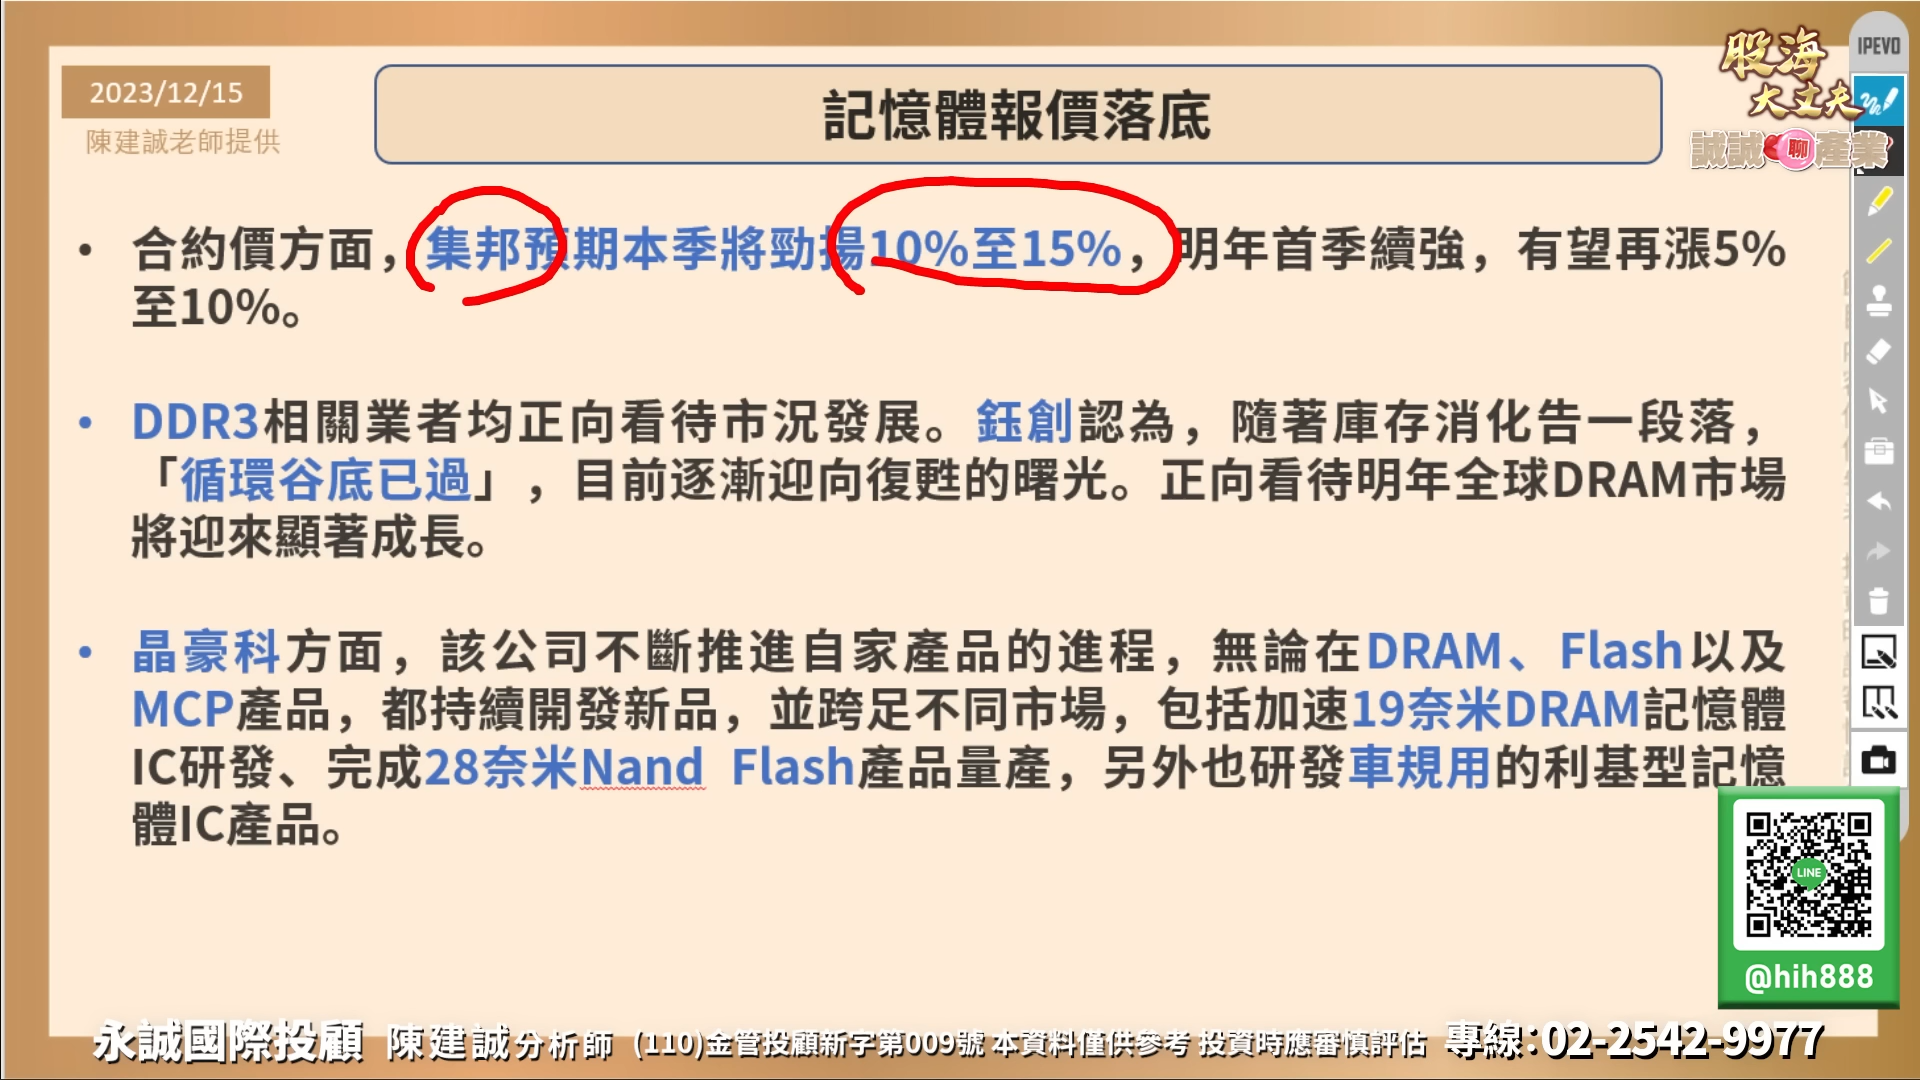 2023/12/15
陳建誠老師提供
記憶體報價落底
股海
大丈夫
誠誠聊產業
IPEVO
• 合約價方面，集邦預期本季將勁揚10%至15%，明年首季續強，有望再漲5%
至10%。
• DDR3相關業者均正向看待市況發展。鈺創認為，隨著庫存消化告一段落，
「循環谷底已過」，目前逐漸迎向復甦的曙光。正向看待明年全球DRAM市場
將迎來顯著成長。
• 晶豪科方面，該公司不斷推進自家產品的進程，無論在DRAM、Flash以及
MCP產品，都持續開發新品，並跨足不同市場，包括加速19奈米DRAM記憶體
IC研發、完成28奈米Nand Flash產品量產，另外也研發車規用的利基型記憶
體IC產品。
LINE
@hih888
永誠國際投顧 陳建誠分析師 (110)金管投顧新字第009號 本資料僅供參考 投資時應審慎評估 專線:02-2542-9977